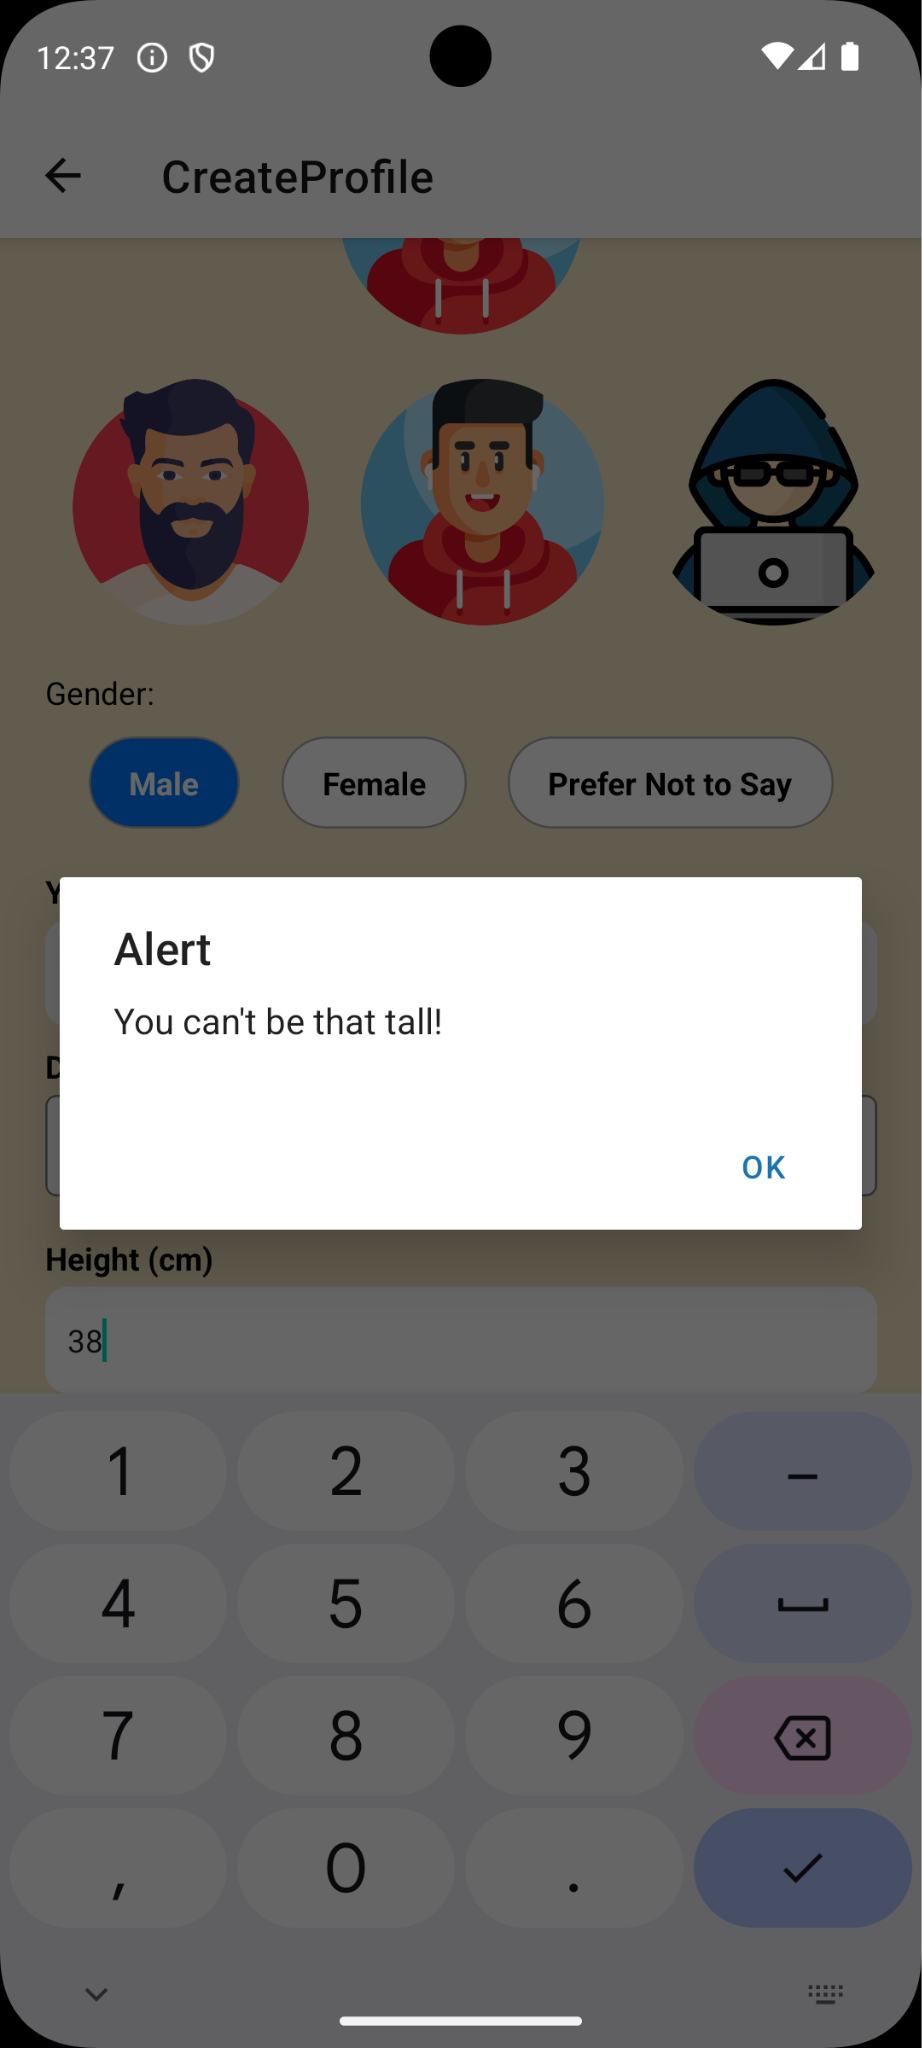 12:37
CreateProfile
Gender:
Male Female Prefer Not to Say
Y
Alert
You can't be that tall!
D
OK
Height (cm)
38
1 2 3 –
4 5 6
7 8 9
, 0 .